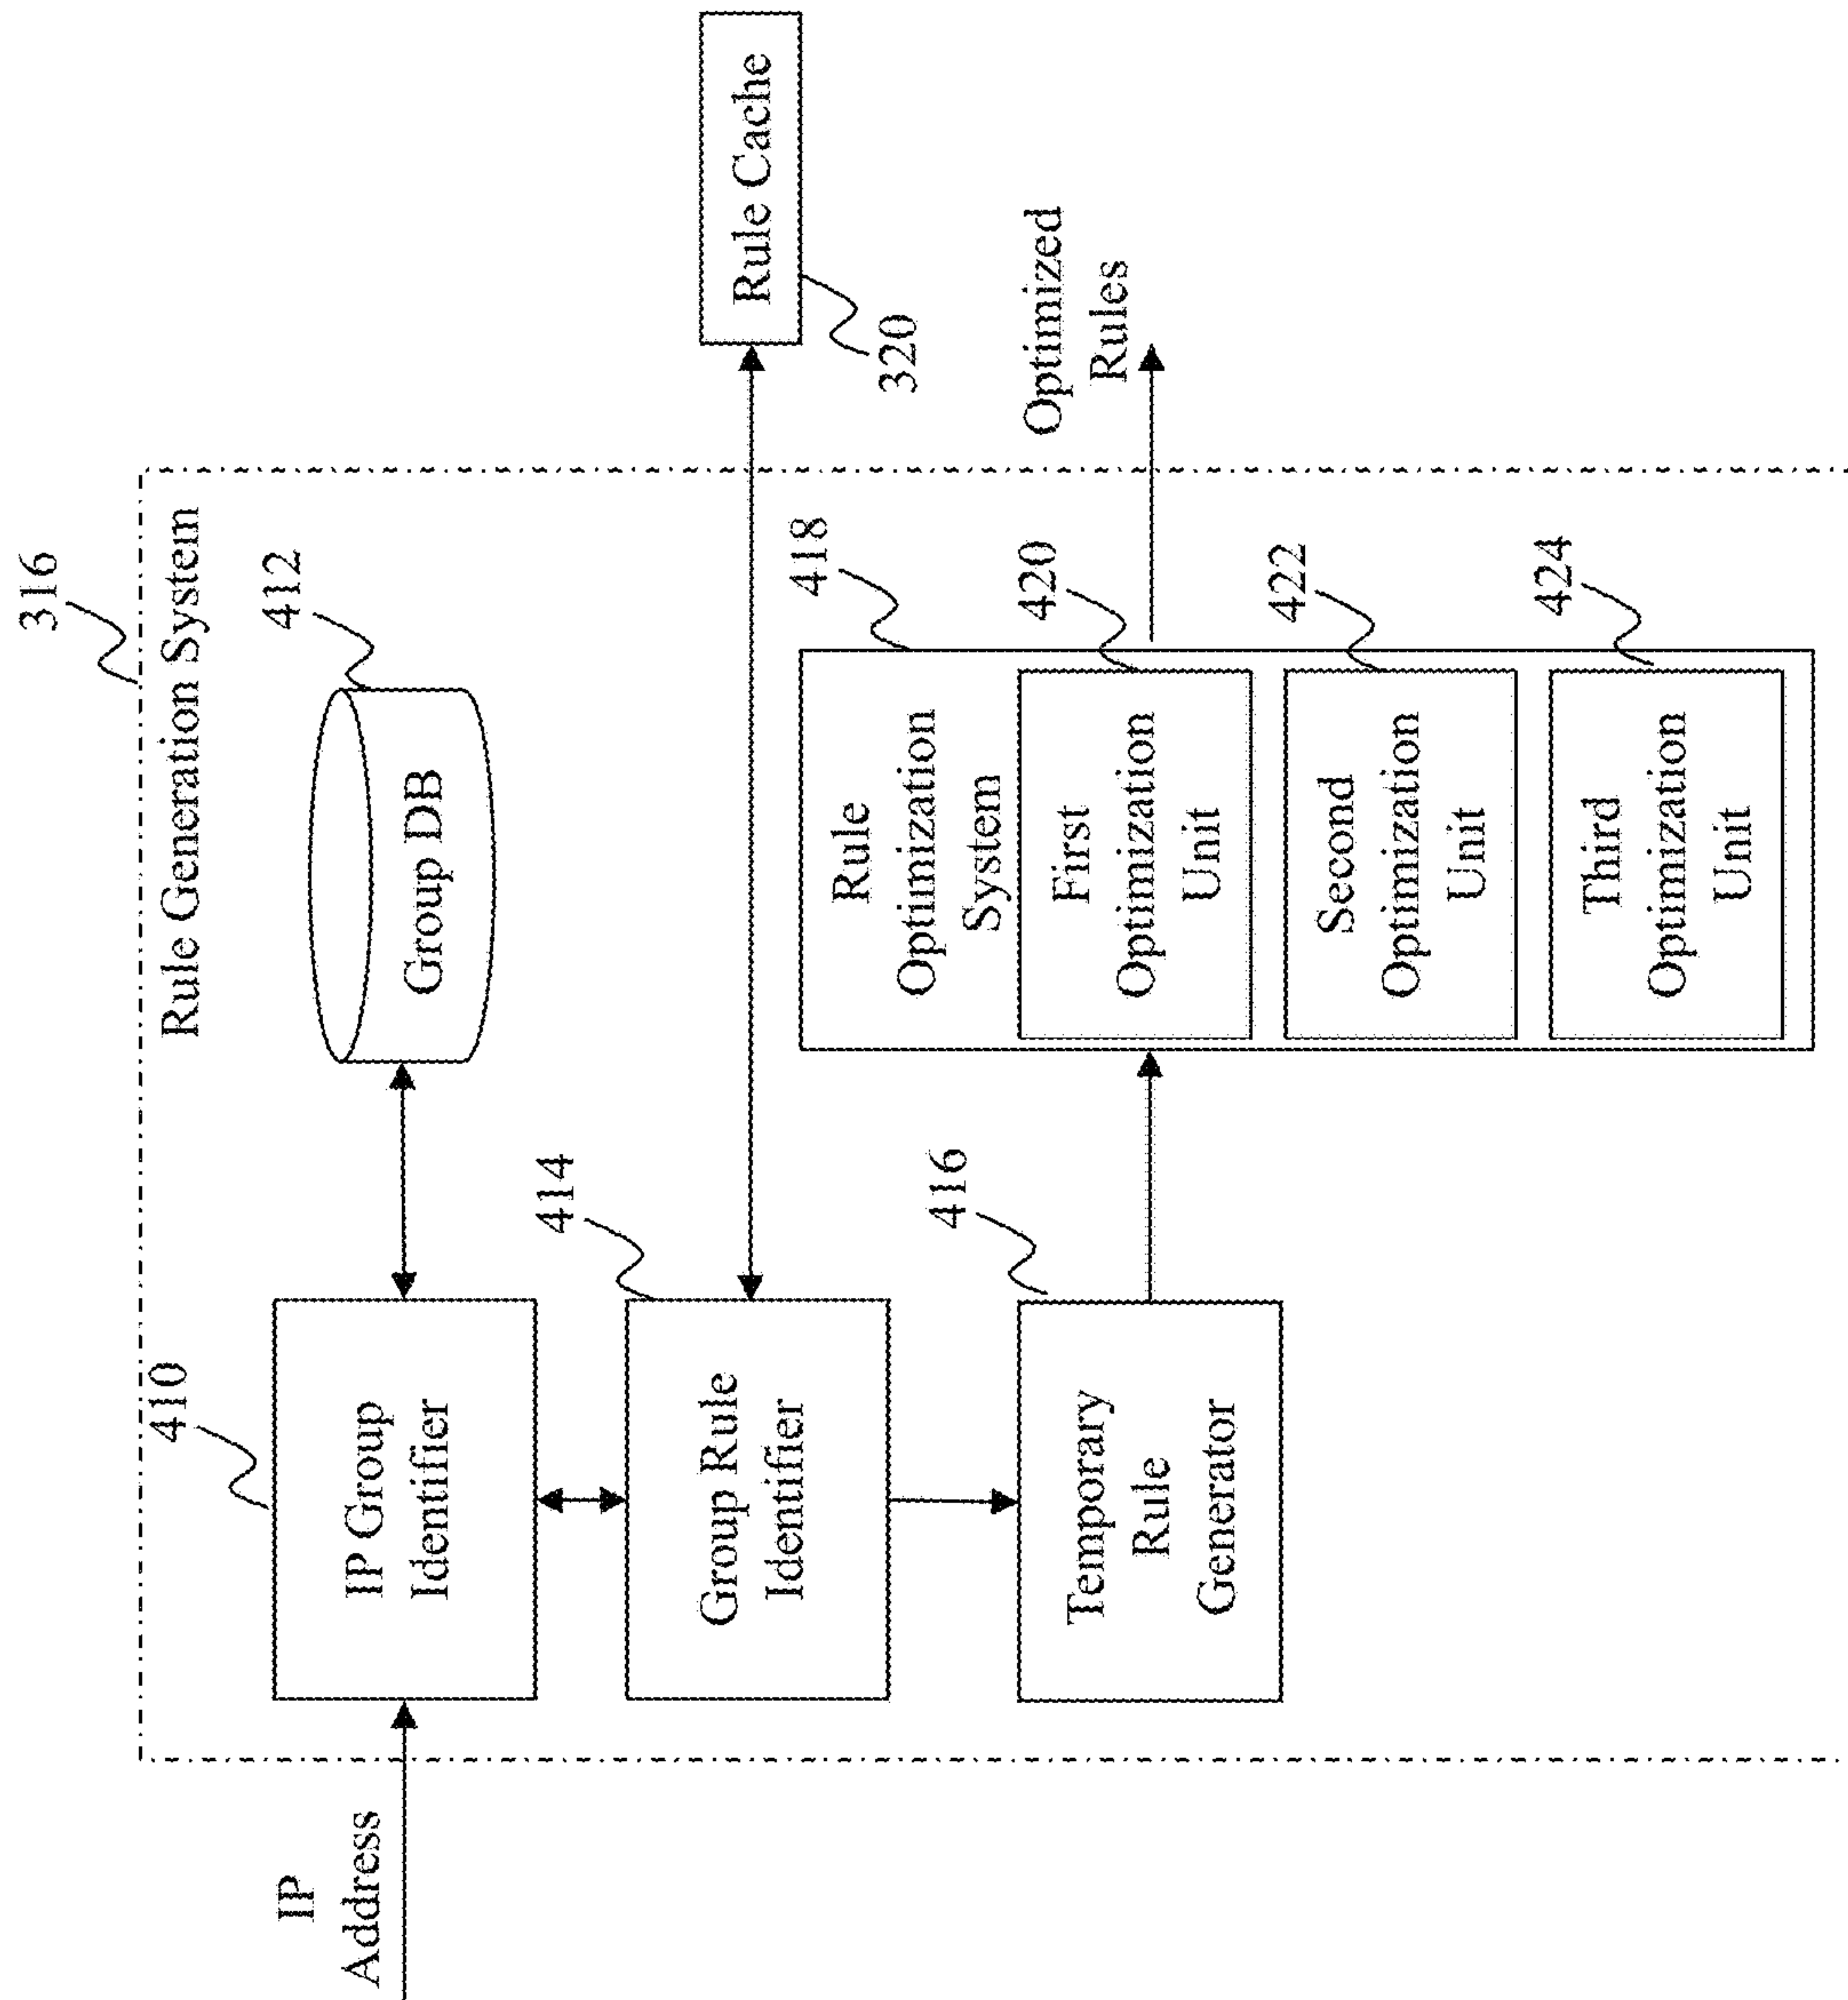 316
Rule Generation System
410
412
IP
Address
IP Group
Identifier
Group DB
414
Group Rule
Identifier
Rule Cache
320
416
418
Temporary
Rule
Generator
Rule
Optimization
System
420
First
Optimization
Unit
Optimized
Rules
422
Second
Optimization
Unit
424
Third
Optimization
Unit